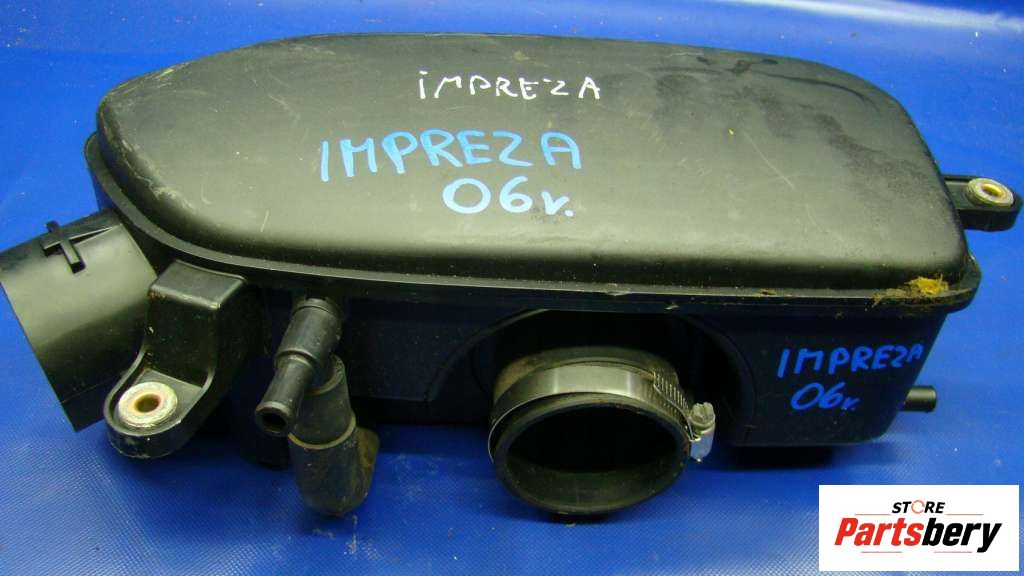 iMPREZA
IMPREZA
06r.
IMPREZA
06r.
STORE
Partsbery